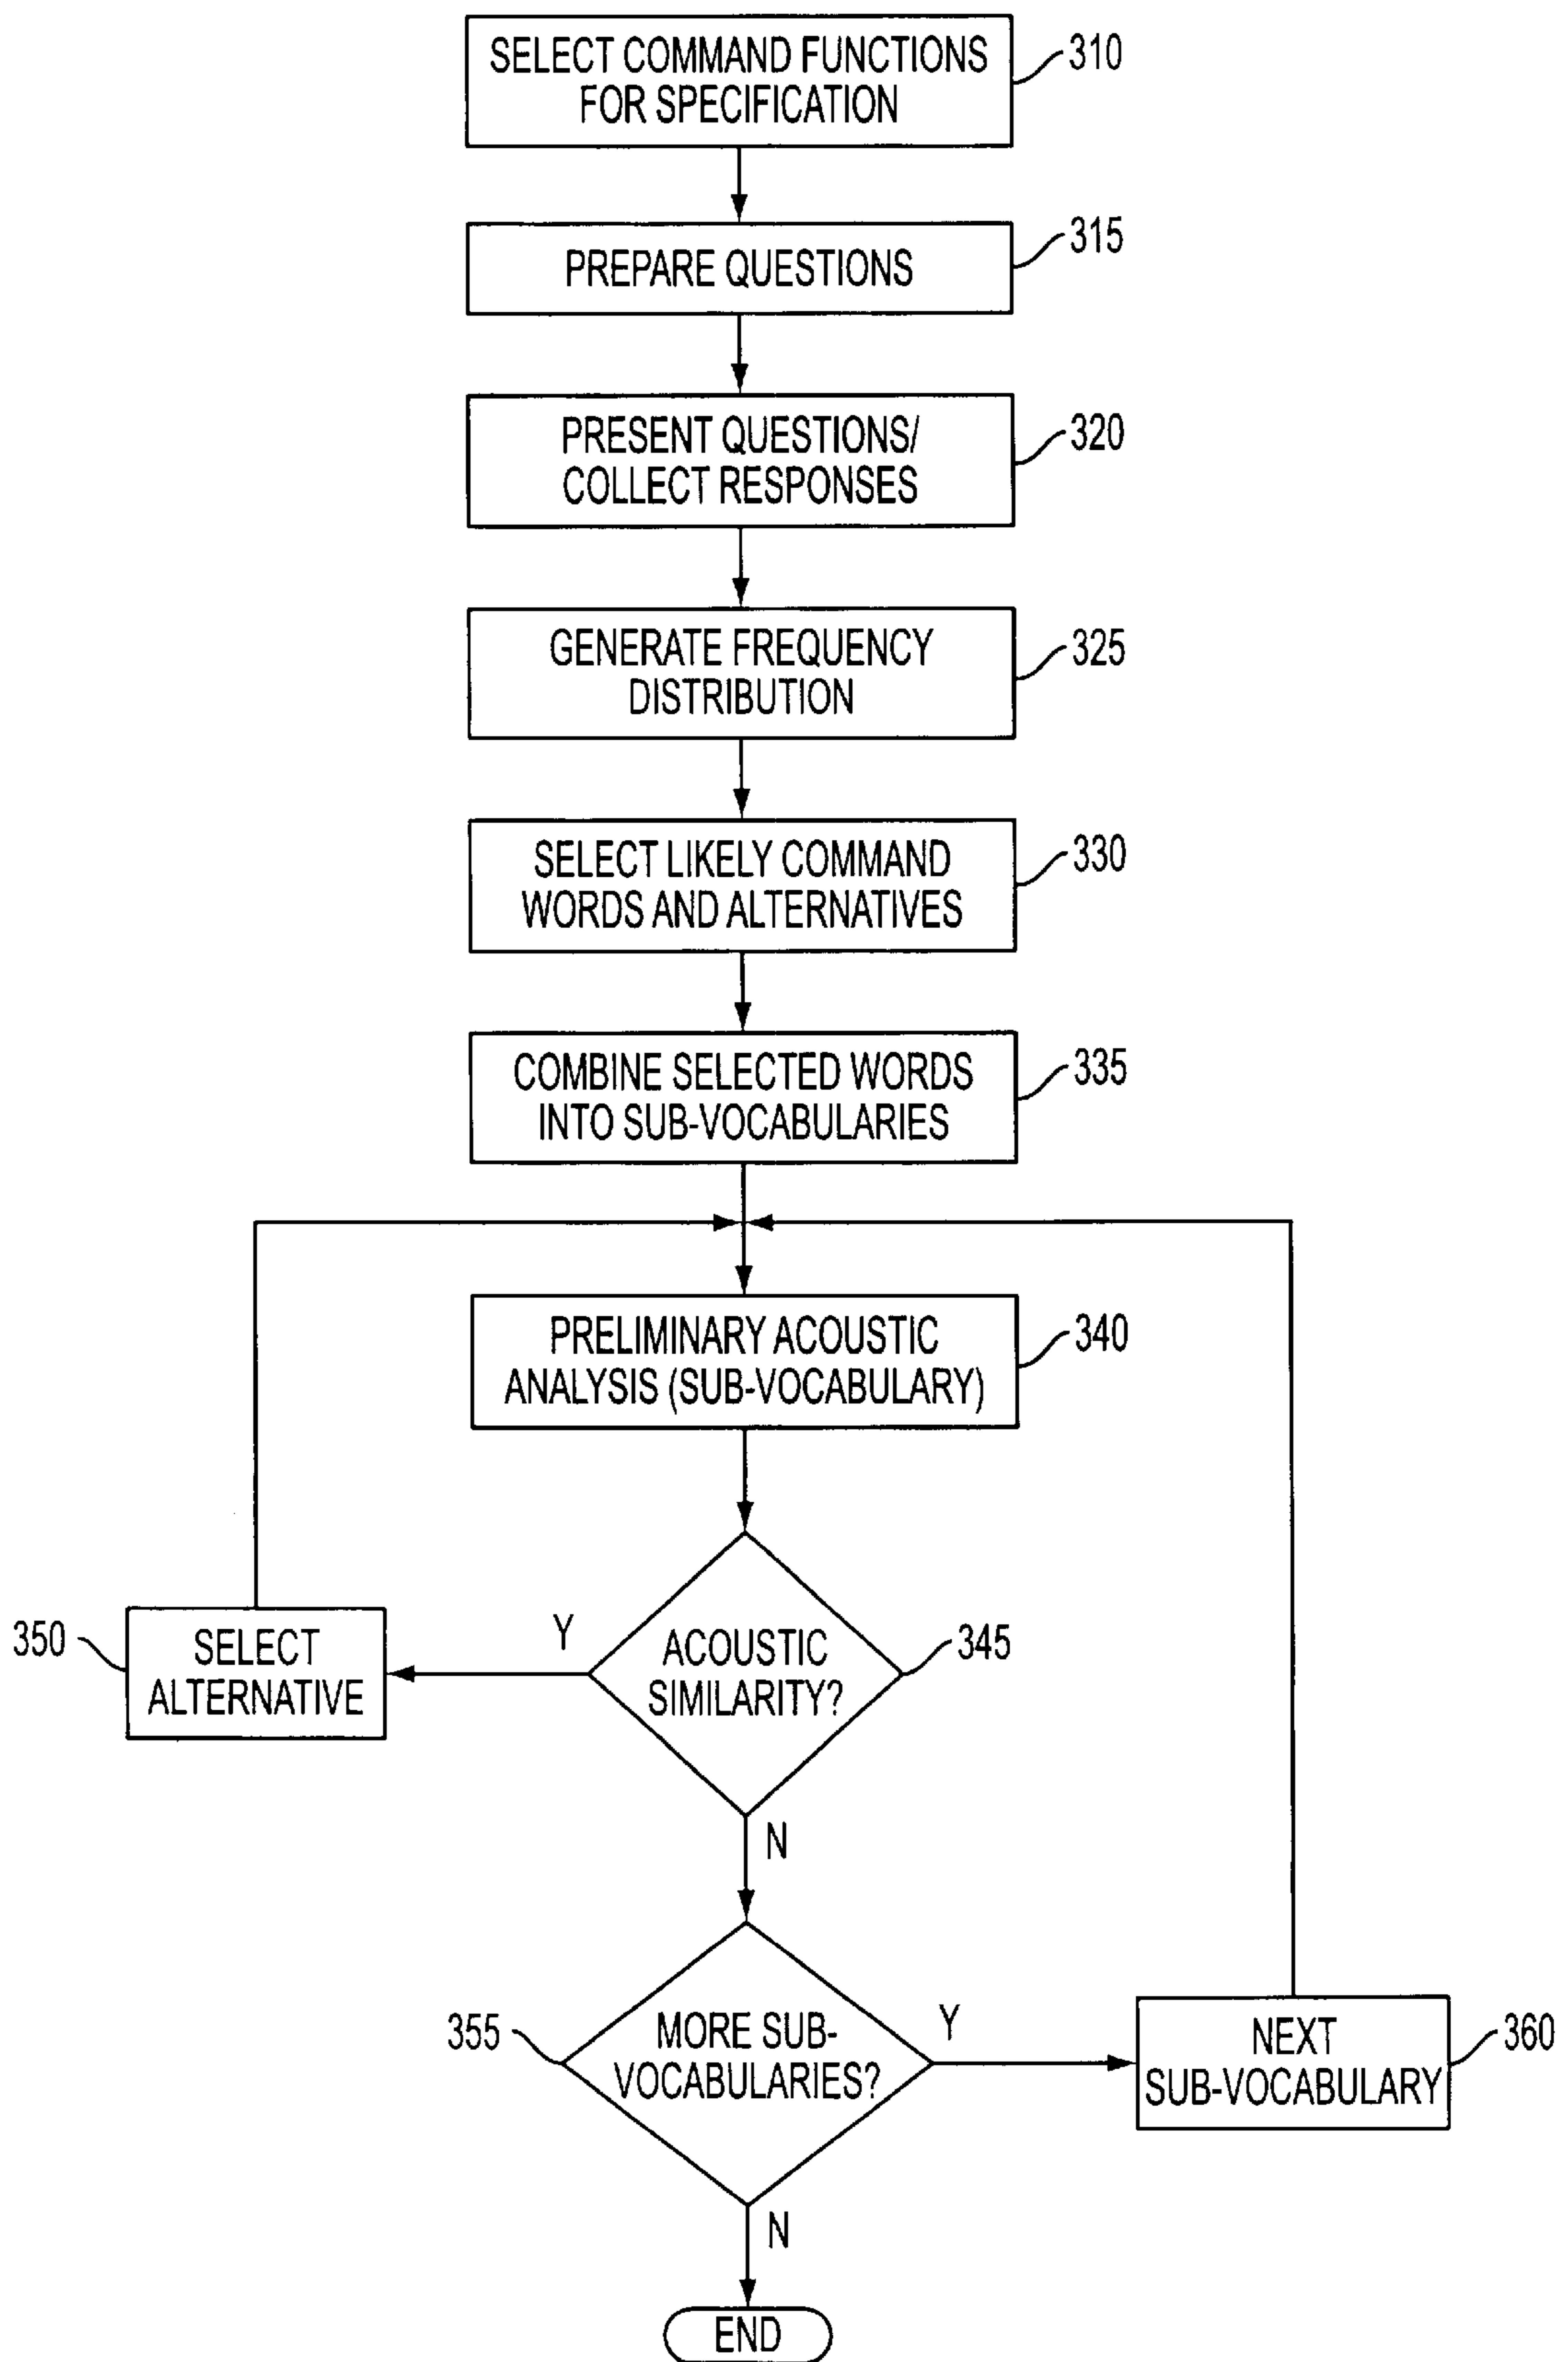 SELECT COMMAND FUNCTIONS
FOR SPECIFICATION
310
PREPARE QUESTIONS
315
PRESENT QUESTIONS/
COLLECT RESPONSES
320
GENERATE FREQUENCY
DISTRIBUTION
325
SELECT LIKELY COMMAND
WORDS AND ALTERNATIVES
330
COMBINE SELECTED WORDS
INTO SUB-VOCABULARIES
335
PRELIMINARY ACOUSTIC
ANALYSIS (SUB-VOCABULARY)
340
350
SELECT
ALTERNATIVE
Y
ACOUSTIC
SIMILARITY?
345
N
355
MORE SUB-
VOCABULARIES?
Y
NEXT
SUB-VOCABULARY
360
N
END